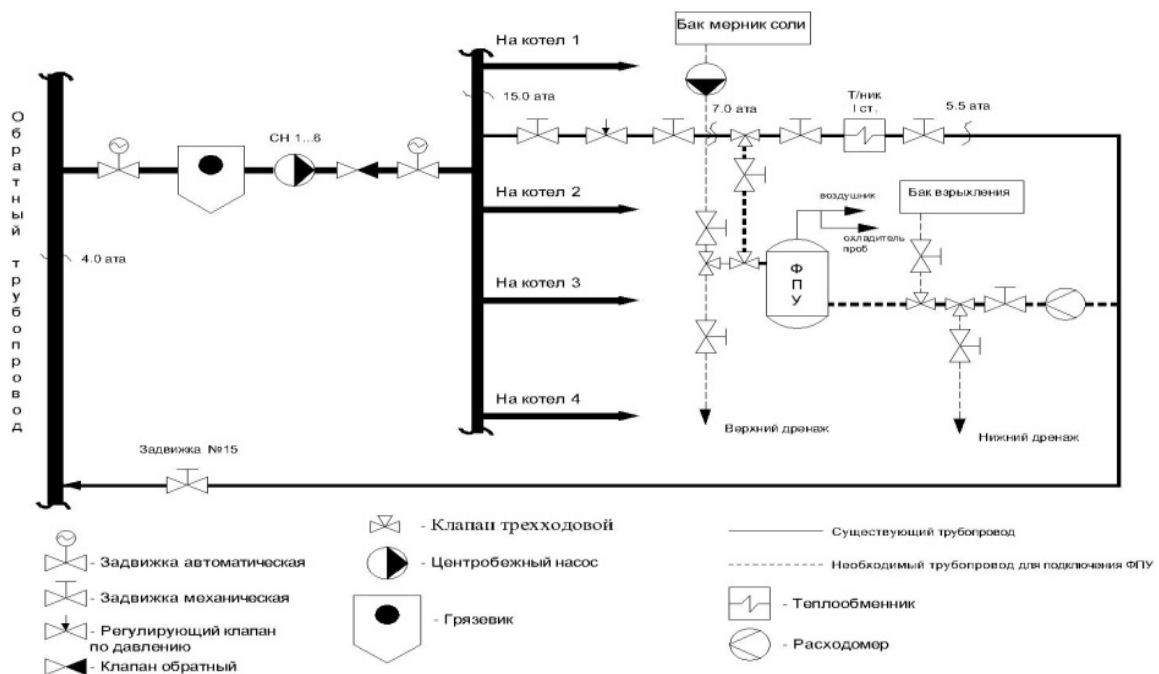 Бак мерник соли
На котел 1
15.0 ата
7.0 ата
Т/ник
I ст.
5.5 ата
Обратный трубопровод
СН 1...6
На котел 2
воздушник
охладитель
проб
Бак взрыхления
4.0 ата
ФПУ
На котел 3
На котел 4
Верхний дренаж
Нижний дренаж
Задвижка №15
- Задвижка автоматическая
- Задвижка механическая
- Регулирующий клапан
по давлению
- Клапан обратный
- Клапан трехходовой
- Центробежный насос
- Грязевик
Существующий трубопровод
Необходимый трубопровод для подключения ФПУ
- Теплообменник
- Расходомер